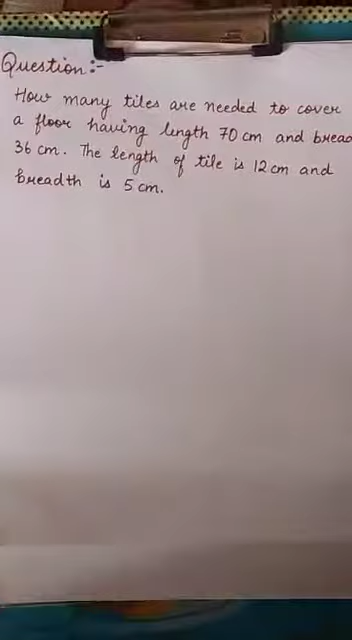 Question:-
How many tiles are needed to cover
a floor having length 70 cm and bread
36 cm. The length of tile is 12 cm and
breadth is 5 cm.